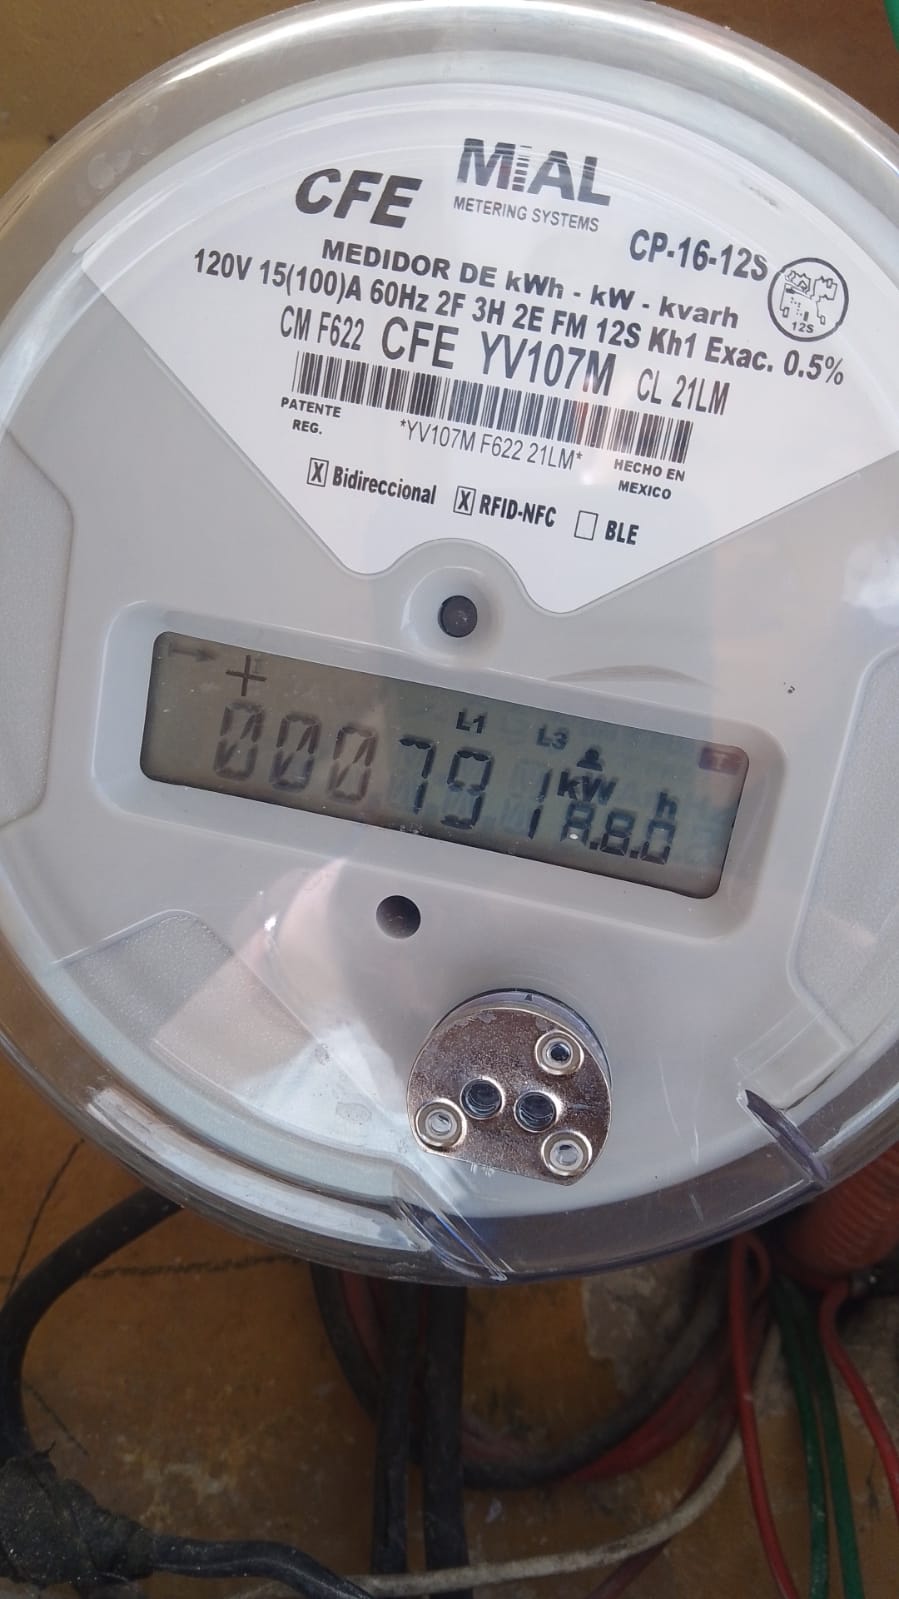 CFE
MiAL
METERING SYSTEMS
CP-16-12S
MEDIDOR DE kWh - kW - kvarh
120V 15(100)A 60Hz 2F 3H 2E FM 12S Kh1 Exac. 0.5%
12S
CM F622 CFE YV107M CL 21LM
PATENTE
REG.
*YV107M F622 21LM*
HECHO EN
MEXICO
X Bidireccional X RFID-NFC BLE
+
L1 L3 T
kW h
000791
8.8.0